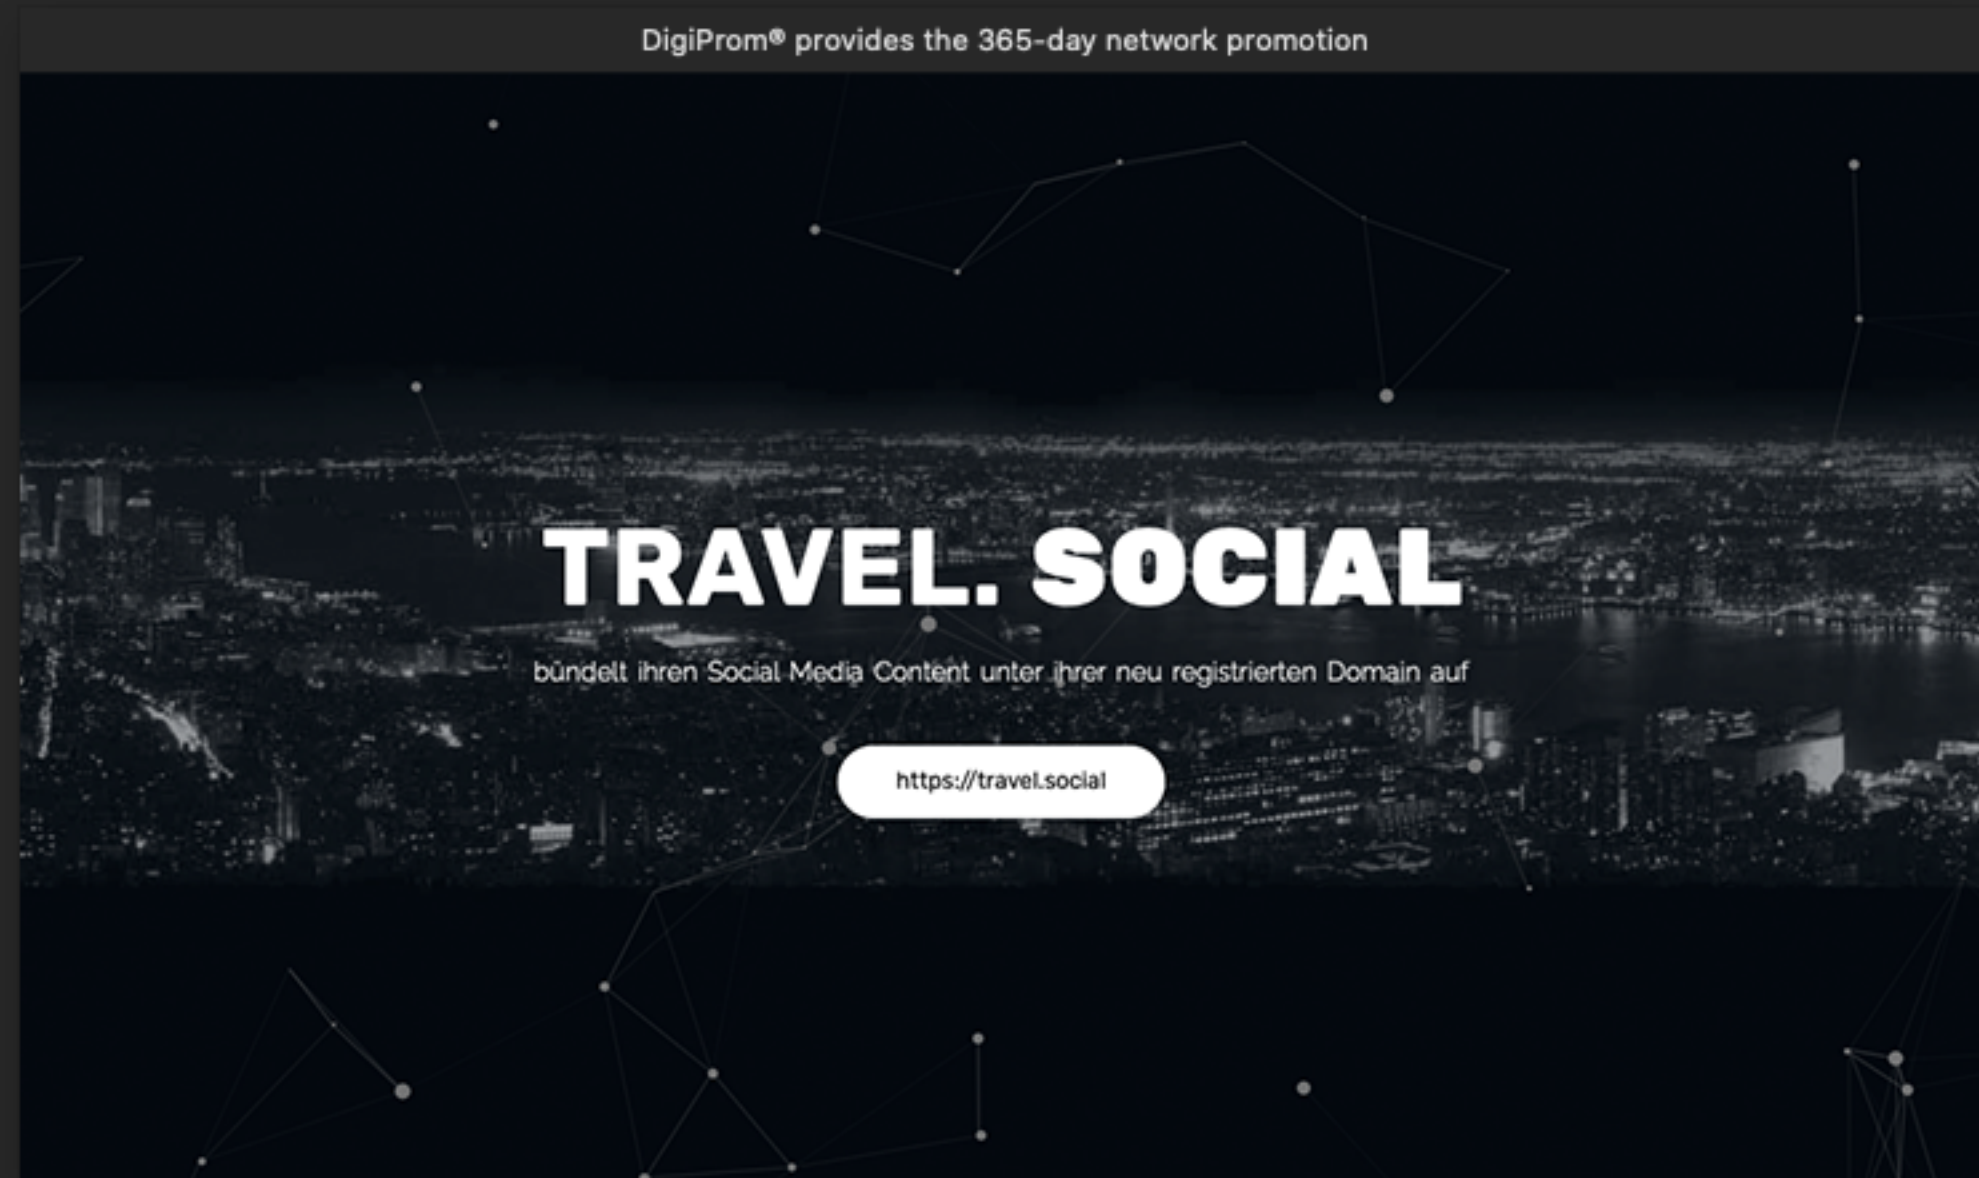 DigiProm® provides the 365-day network promotion
TRAVEL. SOCIAL
bündelt ihren Social Media Content unter ihrer neu registrierten Domain auf
https://travel.social